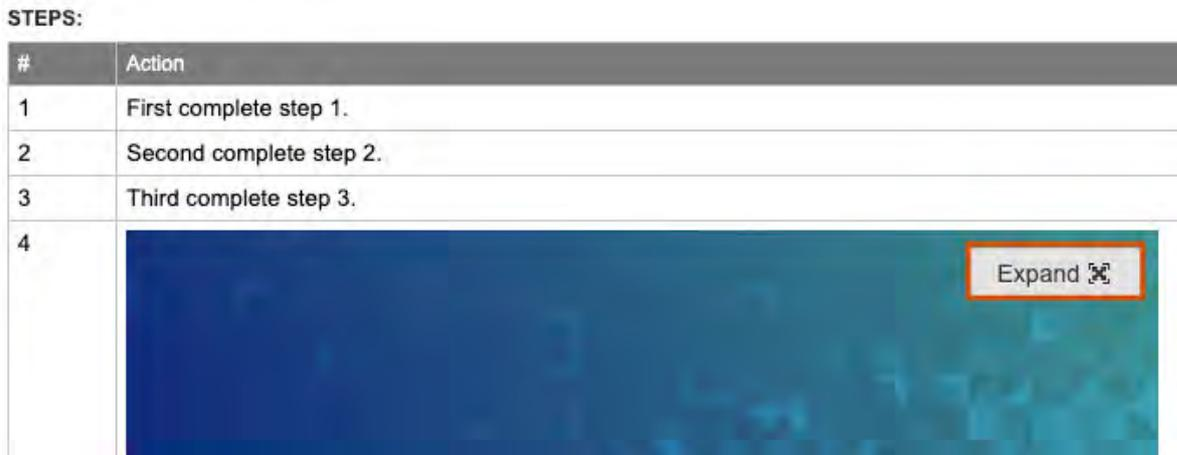 STEPS:
# Action
1 First complete step 1.
2 Second complete step 2.
3 Third complete step 3.
4
Expand